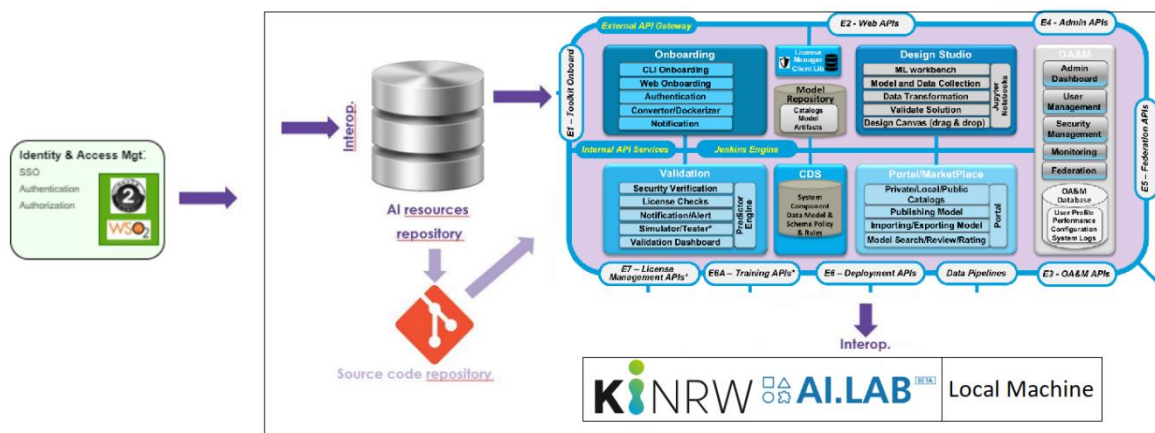 Identity & Access Mgt:
SSO
Authentication
Authorization
2
WSO2
Interop.
AI resources
repository
Source code repository
External API Gateway
E2 - Web APIs
E4 - Admin APIs
E1 – Toolkit Onboard
Onboarding
CLI Onboarding
Web Onboarding
Authentication
Convertor/Dockerizer
Notification
License
Manager
Client Lib
Model
Repository
Catalogs
Model
Artifacts
Design Studio
ML workbench
Model and Data Collection
Data Transformation
Validate Solution
Design Canvas (drag & drop)
Jupyter
Notebooks
OA&M
Admin
Dashboard
User
Management
Security
Management
Monitoring
Federation
OA&M
Database
User Profile
Performance
Configuration
System Logs
E5 – Federation APIs
Internal API Services
Jenkins Engine
Validation
Security Verification
License Checks
Notification/Alert
Simulator/Tester*
Validation Dashboard
Predictor
Engine
CDS
System
Component
Data Model &
Schema Policy
& Rules
Portal/MarketPlace
Private/Local/Public
Catalogs
Publishing Model
Importing/Exporting Model
Model Search/Review/Rating
Portal
E7 – License
Management APIs*
E6A – Training APIs*
E6 – Deployment APIs
Data Pipelines
E3 - OA&M APIs
Interop.
KINRW
AI.LAB BETA
Local Machine